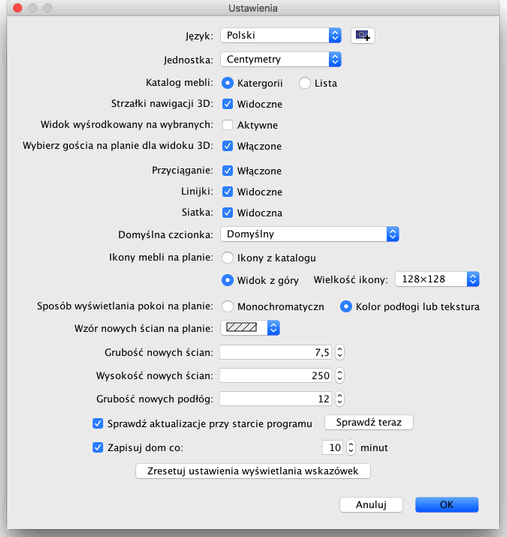 Ustawienia
Język: Polski
Jednostka: Centymetry
Katalog mebli: Katergorii Lista
Strzałki nawigacji 3D: Widoczne
Widok wyśrodkowany na wybranych: Aktywne
Wybierz gościa na planie dla widoku 3D: Włączone
Przyciąganie: Włączone
Linijki: Widoczne
Siatka: Widoczna
Domyślna czcionka: Domyślny
Ikony mebli na planie: Ikony z katalogu
Widok z góry Wielkość ikony: 128×128
Sposób wyświetlania pokoi na planie: Monochromatyczn Kolor podłogi lub tekstura
Wzór nowych ścian na planie:
Grubość nowych ścian: 7,5
Wysokość nowych ścian: 250
Grubość nowych podłóg: 12
Sprawdź aktualizacje przy starcie programu Sprawdź teraz
Zapisuj dom co: 10 minut
Zresetuj ustawienia wyświetlania wskazówek
Anuluj OK